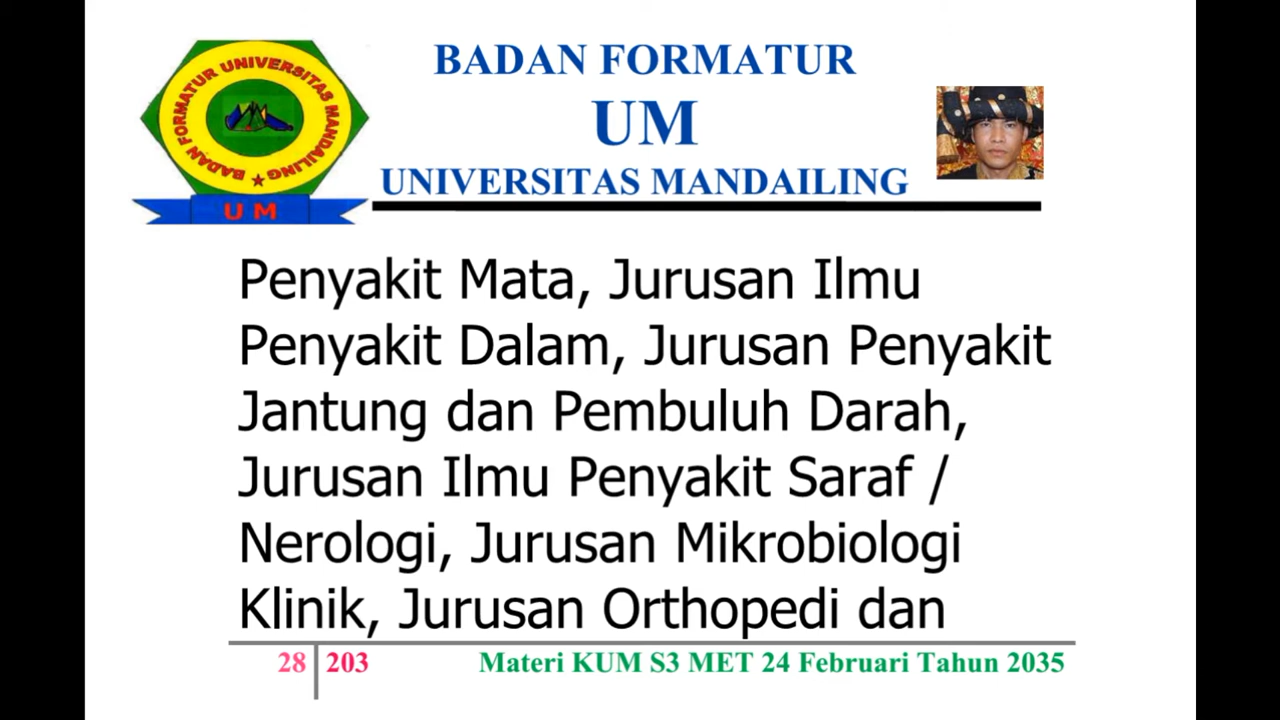 BADAN FORMATUR UNIVERSITAS MANDAILING
U M
BADAN FORMATUR
UM
UNIVERSITAS MANDAILING
Penyakit Mata, Jurusan Ilmu
Penyakit Dalam, Jurusan Penyakit
Jantung dan Pembuluh Darah,
Jurusan Ilmu Penyakit Saraf /
Nerologi, Jurusan Mikrobiologi
Klinik, Jurusan Orthopedi dan
28 203 Materi KUM S3 MET 24 Februari Tahun 2035